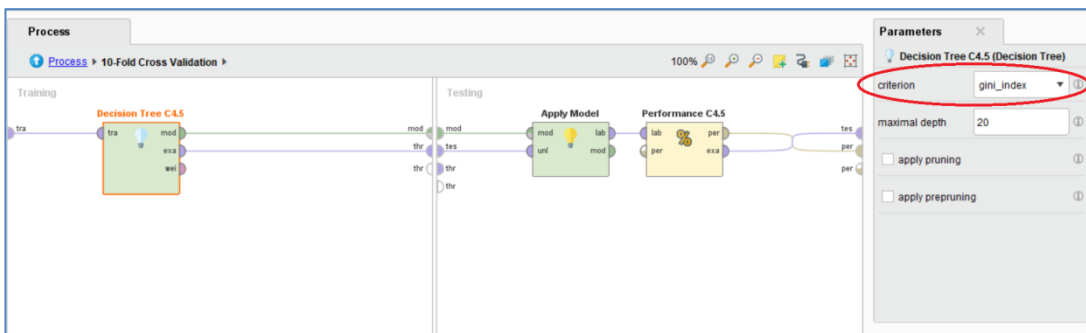 Process
Process ▸ 10-Fold Cross Validation ▸
100%
Training
Decision Tree C4.5
tra
tra
mod
exa
wei
mod
thr
thr
Testing
mod
tes
thr
thr
Apply Model
mod
unl
lab
mod
Performance C4.5
lab
per
per
exa
tes
per
per
Parameters
Decision Tree C4.5 (Decision Tree)
criterion
gini_index
maximal depth
20
apply pruning
apply prepruning